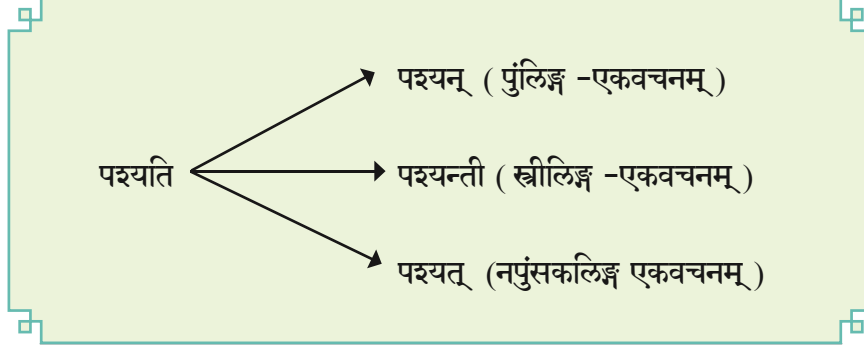 पश्यन् ( पुंलिङ्ग -एकवचनम् )
पश्यति
पश्यन्ती ( स्त्रीलिङ्ग -एकवचनम् )
पश्यत् (नपुंसकलिङ्ग एकवचनम् )